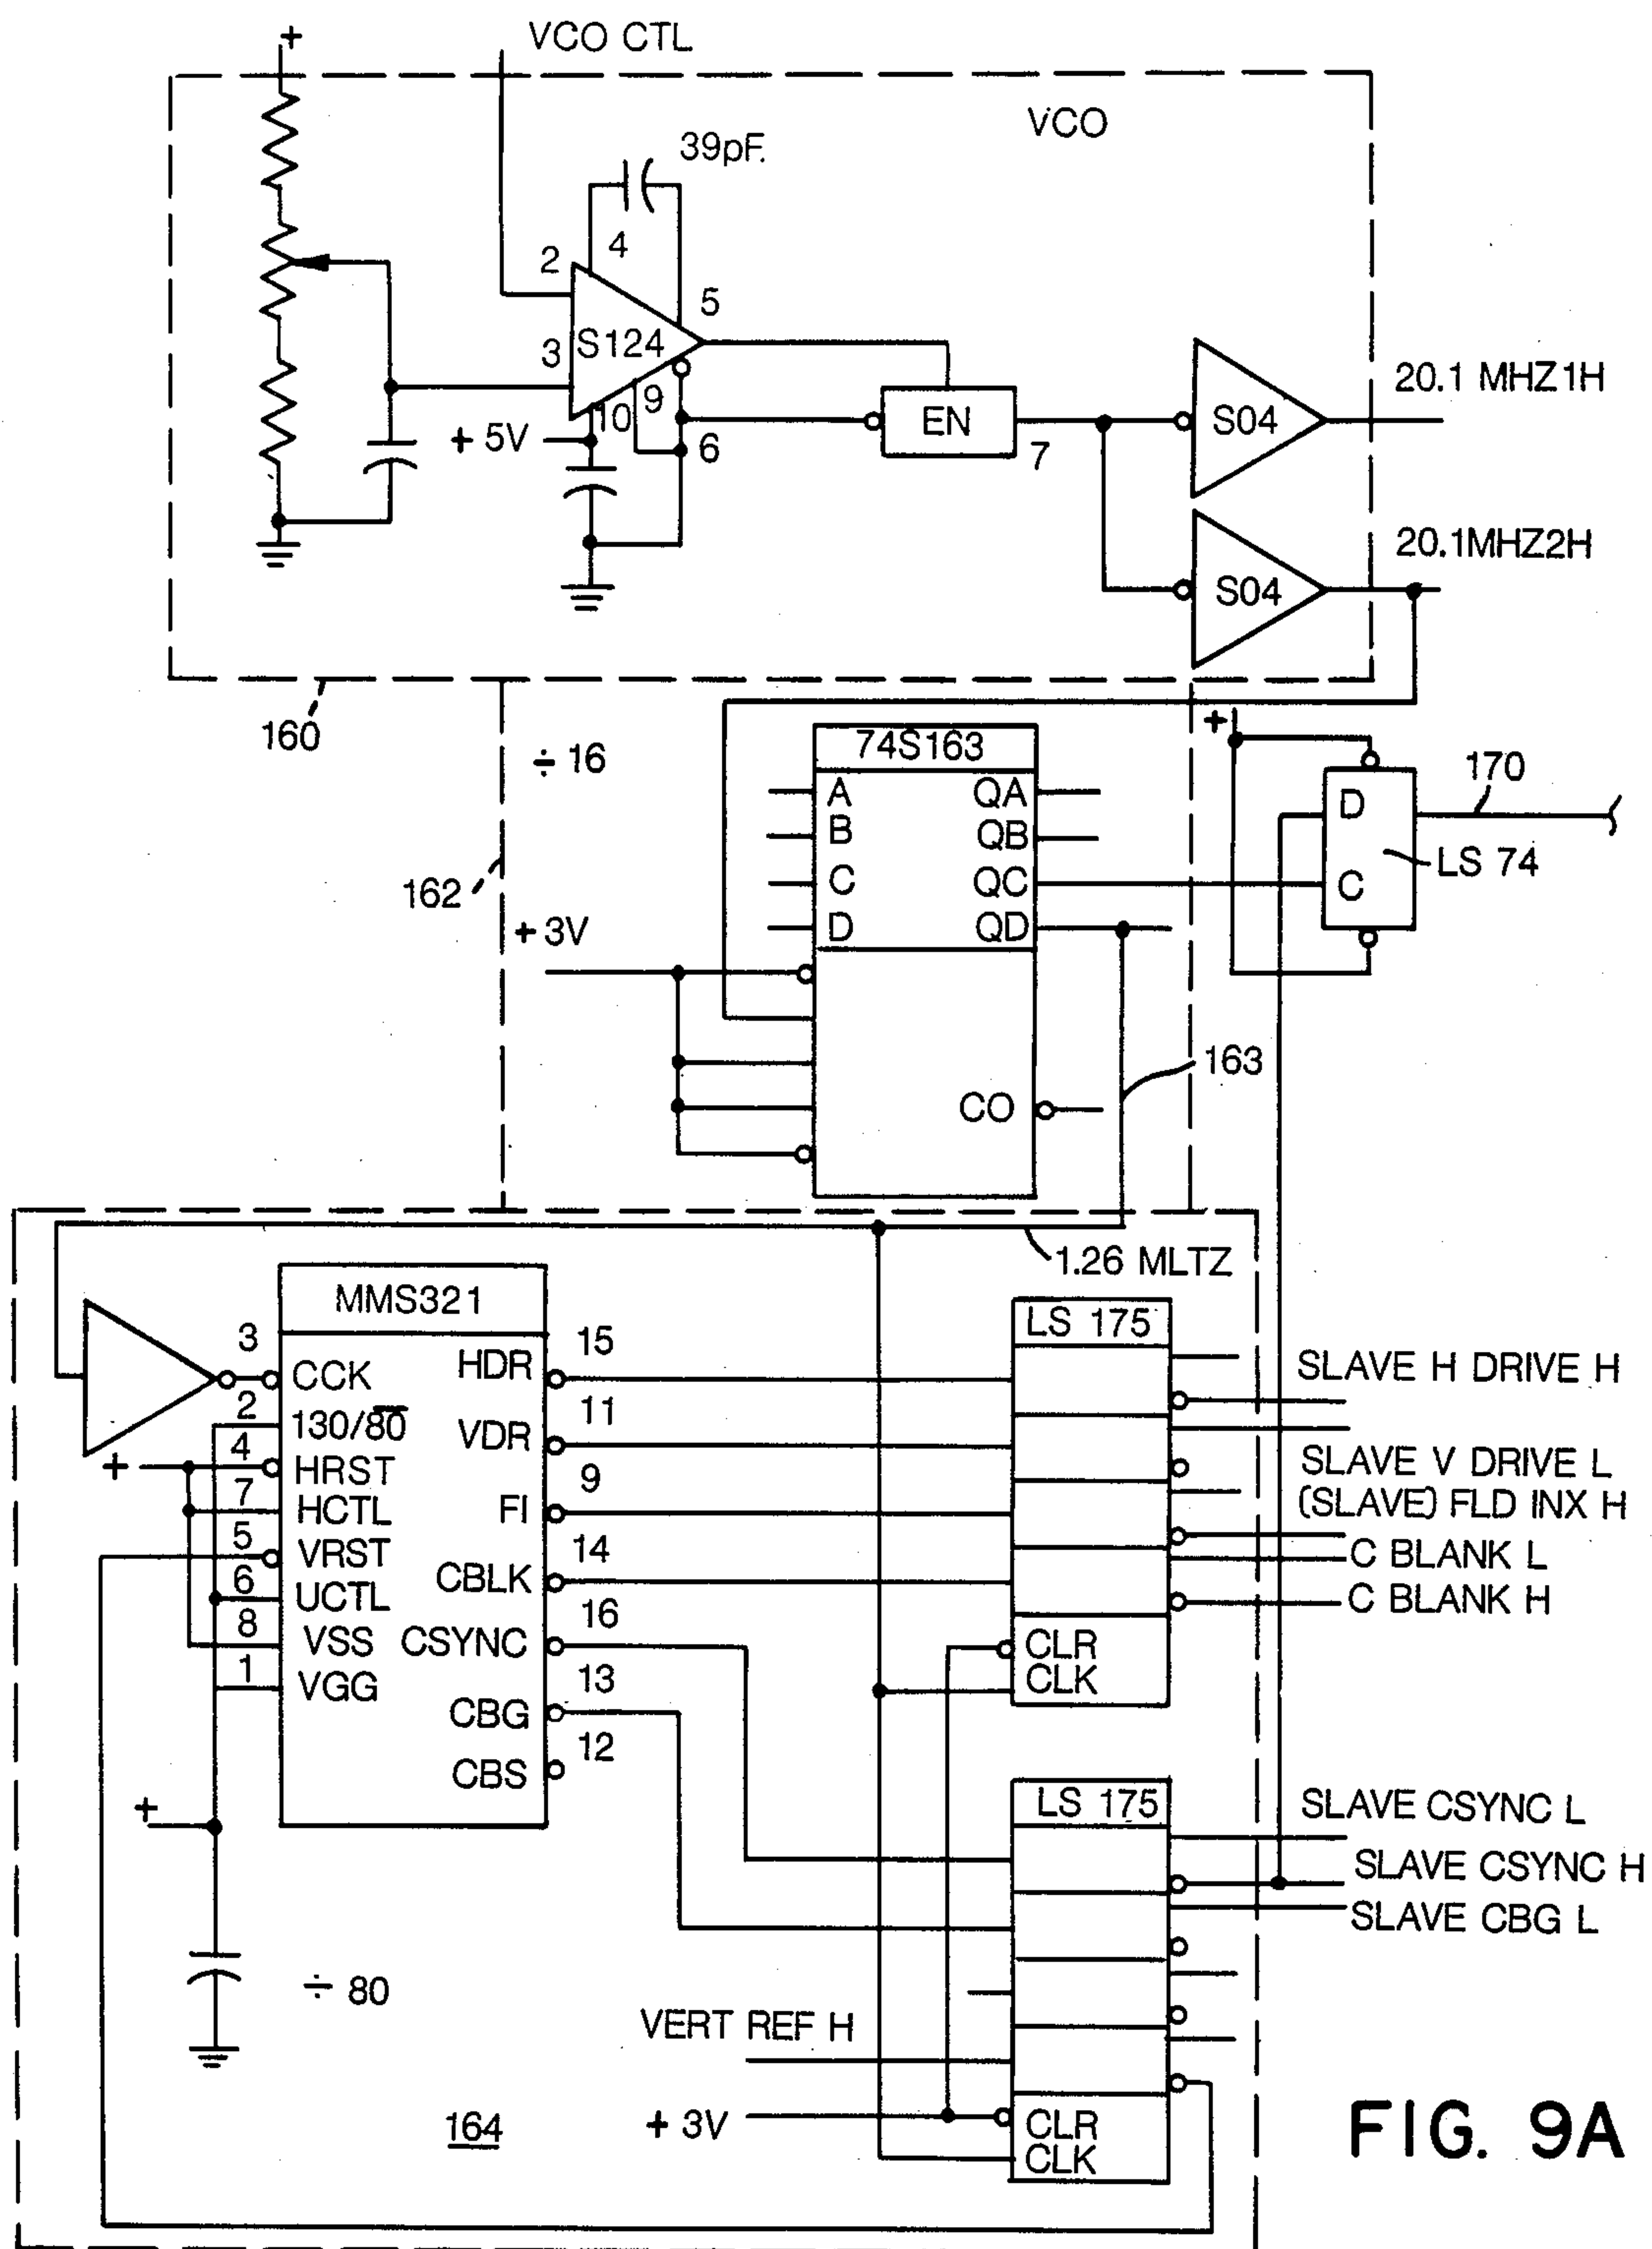 +
VCO CTL
VCO
39pF.
2
4
5
3
S124
9
10
+ 5V
6
EN
7
S04
20.1 MHZ1H
S04
20.1MHZ2H
160
÷ 16
162
74S163
A QA
B QB
C QC
D QD
CO
+ 3V
163
+
D
C
LS 74
170
1.26 MLTZ
MMS321
3 CCK
2 130/80
4 HRST
7 HCTL
5 VRST
6 UCTL
8 VSS
1 VGG
+
+
HDR 15
VDR 11
FI 9
CBLK 14
CSYNC 16
CBG 13
CBS 12
LS 175
CLR
CLK
SLAVE H DRIVE H
SLAVE V DRIVE L
(SLAVE) FLD INX H
C BLANK L
C BLANK H
LS 175
CLR
CLK
SLAVE CSYNC L
SLAVE CSYNC H
SLAVE CBG L
÷ 80
VERT REF H
+ 3V
164
FIG. 9A